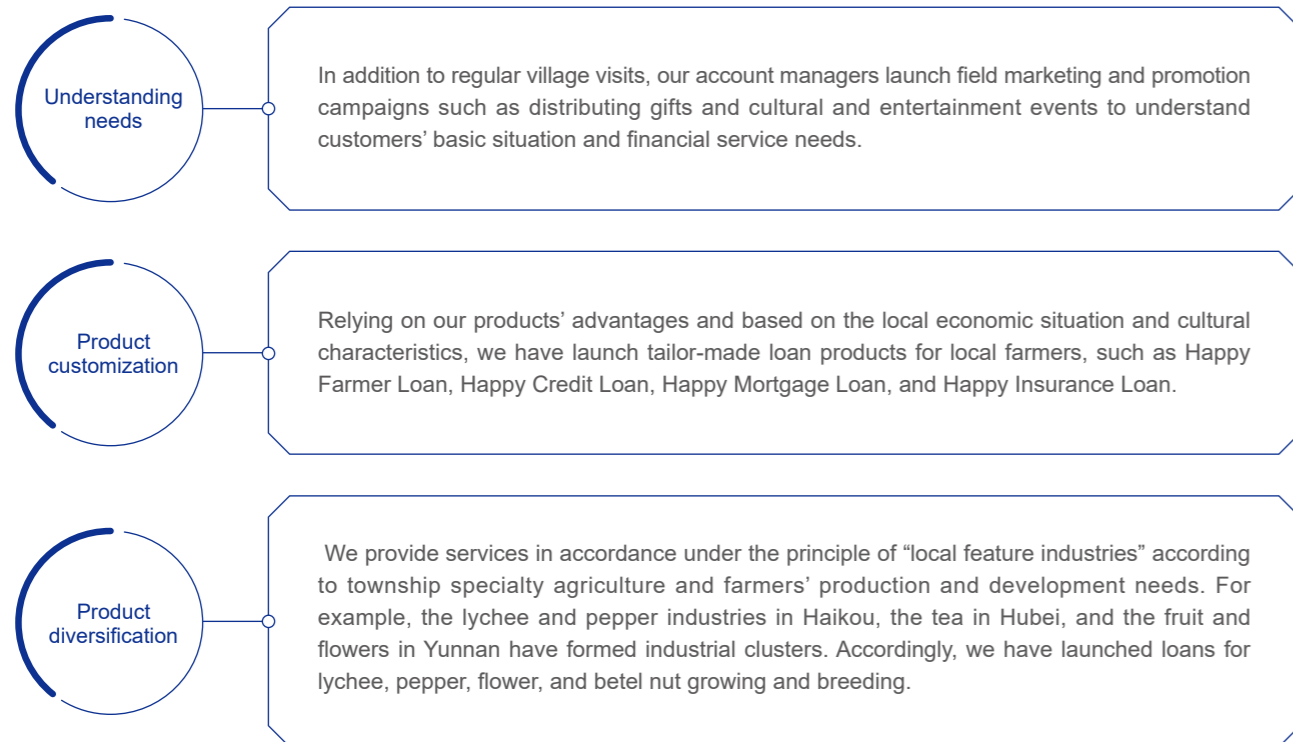 Understanding
needs
In addition to regular village visits, our account managers launch field marketing and promotion
campaigns such as distributing gifts and cultural and entertainment events to understand
customers’ basic situation and financial service needs.
Product
customization
Relying on our products’ advantages and based on the local economic situation and cultural
characteristics, we have launch tailor-made loan products for local farmers, such as Happy
Farmer Loan, Happy Credit Loan, Happy Mortgage Loan, and Happy Insurance Loan.
Product
diversification
We provide services in accordance under the principle of “local feature industries” according
to township specialty agriculture and farmers’ production and development needs. For
example, the lychee and pepper industries in Haikou, the tea in Hubei, and the fruit and
flowers in Yunnan have formed industrial clusters. Accordingly, we have launched loans for
lychee, pepper, flower, and betel nut growing and breeding.